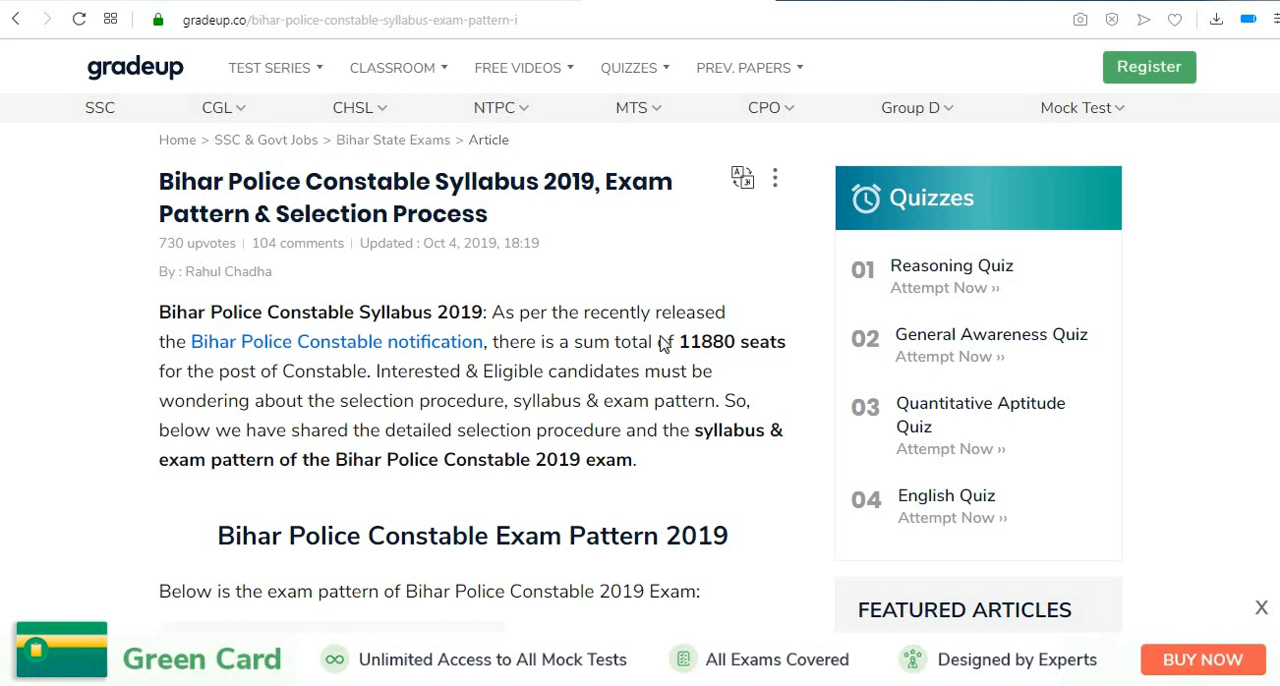 gradeup.co/bihar-police-constable-syllabus-exam-pattern-i
gradeup TEST SERIES CLASSROOM FREE VIDEOS QUIZZES PREV. PAPERS Register
SSC CGL CHSL NTPC MTS CPO Group D Mock Test
Home > SSC & Govt Jobs > Bihar State Exams > Article
Bihar Police Constable Syllabus 2019, Exam
Pattern & Selection Process
730 upvotes | 104 comments | Updated : Oct 4, 2019, 18:19
By : Rahul Chadha
Bihar Police Constable Syllabus 2019: As per the recently released
the Bihar Police Constable notification, there is a sum total of 11880 seats
for the post of Constable. Interested & Eligible candidates must be
wondering about the selection procedure, syllabus & exam pattern. So,
below we have shared the detailed selection procedure and the syllabus &
exam pattern of the Bihar Police Constable 2019 exam.
Bihar Police Constable Exam Pattern 2019
Below is the exam pattern of Bihar Police Constable 2019 Exam:
Quizzes
01 Reasoning Quiz
Attempt Now ››
02 General Awareness Quiz
Attempt Now ››
03 Quantitative Aptitude
Quiz
Attempt Now ››
04 English Quiz
Attempt Now ››
FEATURED ARTICLES
X
Green Card Unlimited Access to All Mock Tests All Exams Covered Designed by Experts BUY NOW